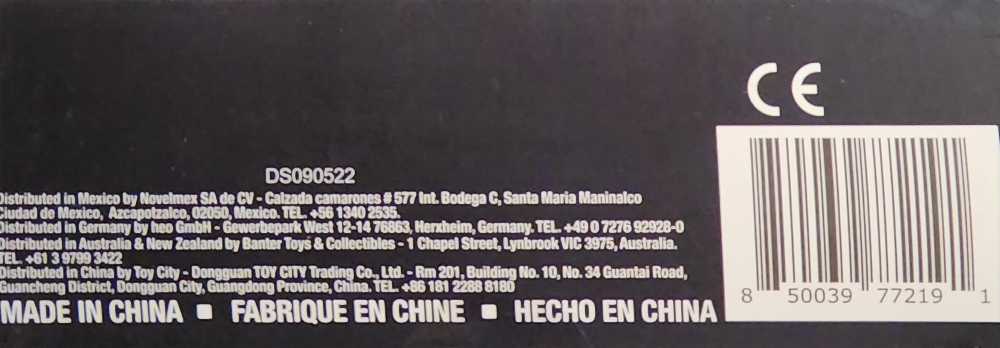 CE
DS090522
Distributed in Mexico by Novelmex SA de CV - Calzada camarones # 577 Int. Bodega C, Santa Maria Maninalco
Ciudad de Mexico, Azcapotzalco, 02050, Mexico. TEL. +56 1340 2535.
Distributed in Germany by heo GmbH - Gewerbepark West 12-14 76863, Herxheim, Germany. TEL. +49 0 7276 92928-0
Distributed in Australia & New Zealand by Banter Toys & Collectibles - 1 Chapel Street, Lynbrook VIC 3975, Australia.
TEL. +61 3 9799 3422
Distributed in China by Toy City - Dongguan TOY CITY Trading Co., Ltd. - Rm 201, Building No. 10, No. 34 Guantai Road,
Guancheng District, Dongguan City, Guangdong Province, China. TEL. +86 181 2288 8180
MADE IN CHINA ■ FABRIQUE EN CHINE ■ HECHO EN CHINA
8 50039 77219 1